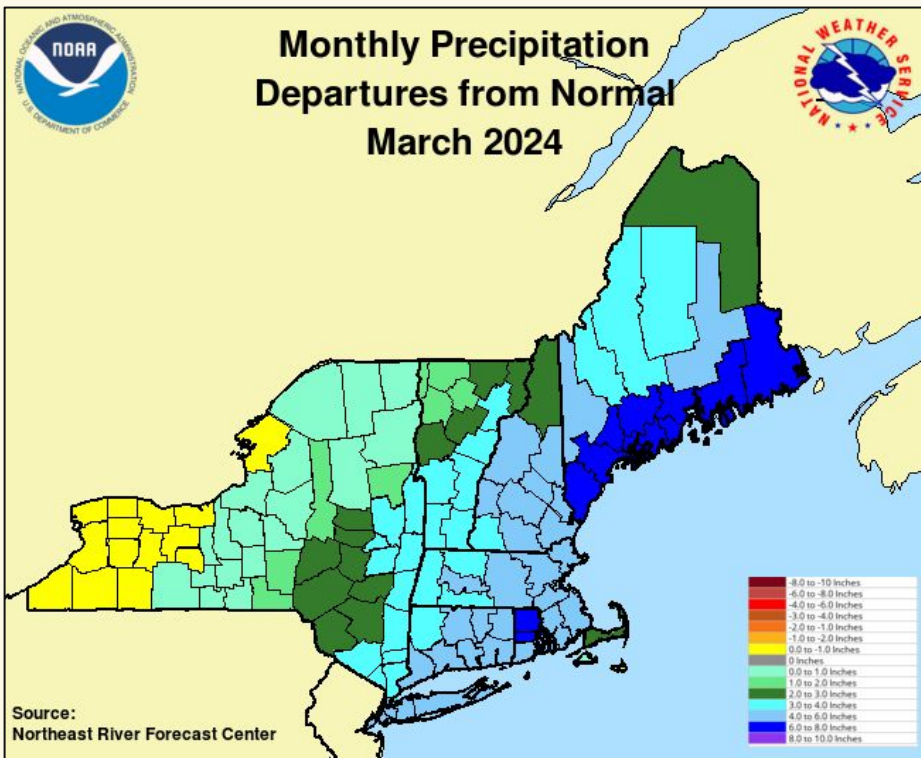 NATIONAL OCEANIC AND ATMOSPHERIC ADMINISTRATION
NOAA
U.S. DEPARTMENT OF COMMERCE
Monthly Precipitation
Departures from Normal
March 2024
NATIONAL WEATHER SERVICE
-8.0 to -10 Inches
-6.0 to -8.0 Inches
-4.0 to -6.0 Inches
-3.0 to -4.0 Inches
-2.0 to -1.0 Inches
-1.0 to -2.0 Inches
0.0 to -1.0 Inches
0 Inches
0.0 to 1.0 Inches
1.0 to 2.0 Inches
2.0 to 3.0 Inches
3.0 to 4.0 Inches
4.0 to 6.0 Inches
6.0 to 8.0 Inches
8.0 to 10.0 Inches
Source:
Northeast River Forecast Center